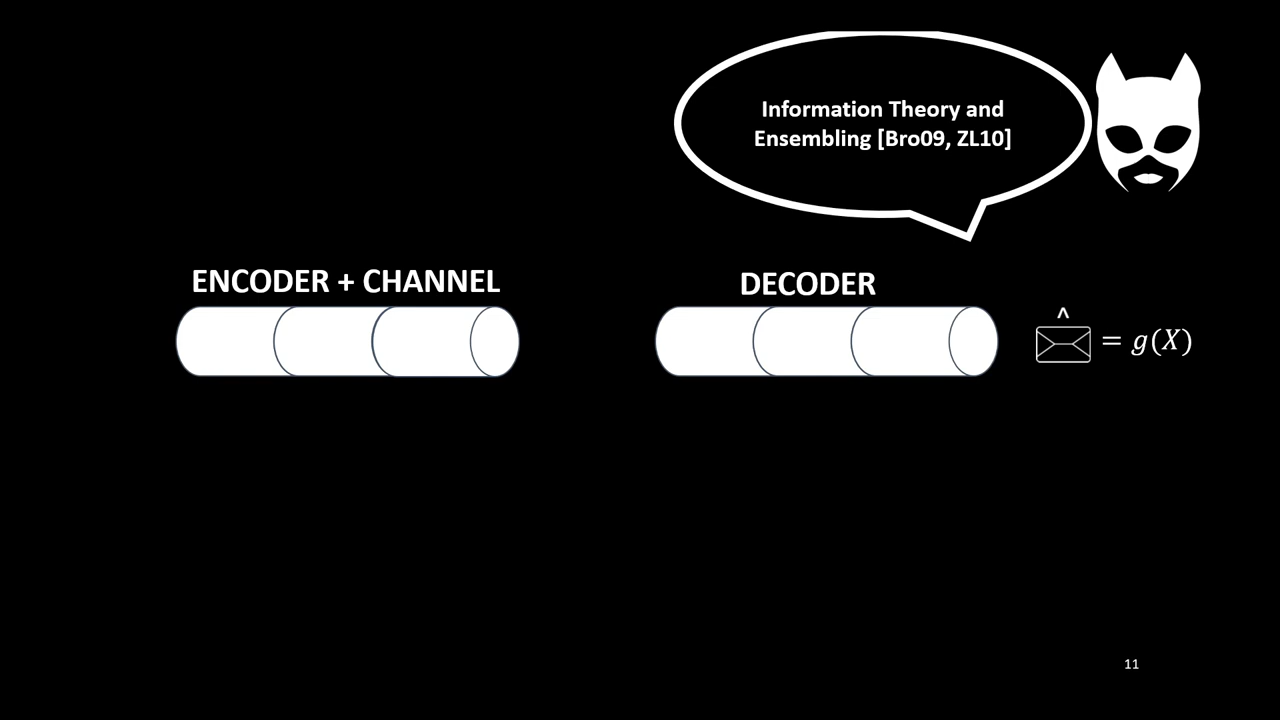 Information Theory and
Ensembling [Bro09, ZL10]
ENCODER + CHANNEL
DECODER
^
= g(X)
11